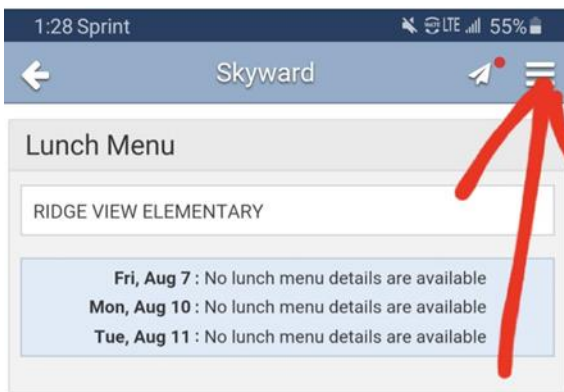 1:28 Sprint LTE 55%
Skyward
Lunch Menu
RIDGE VIEW ELEMENTARY
Fri, Aug 7 : No lunch menu details are available
Mon, Aug 10 : No lunch menu details are available
Tue, Aug 11 : No lunch menu details are available